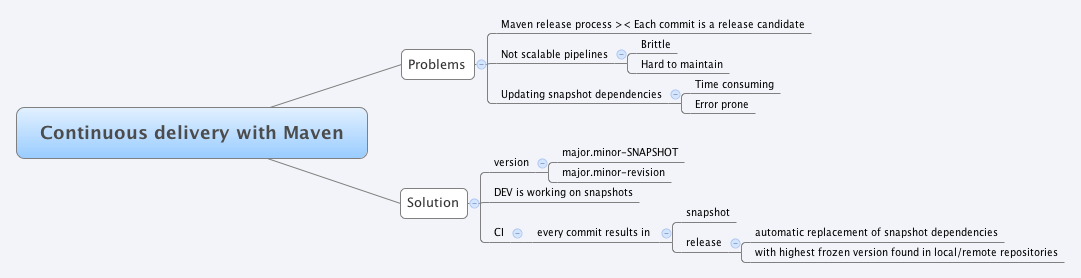 Continuous delivery with Maven
Problems
Maven release process >< Each commit is a release candidate
Not scalable pipelines
Brittle
Hard to maintain
Updating snapshot dependencies
Time consuming
Error prone
Solution
version
major.minor-SNAPSHOT
major.minor-revision
DEV is working on snapshots
CI
every commit results in
snapshot
release
automatic replacement of snapshot dependencies
with highest frozen version found in local/remote repositories